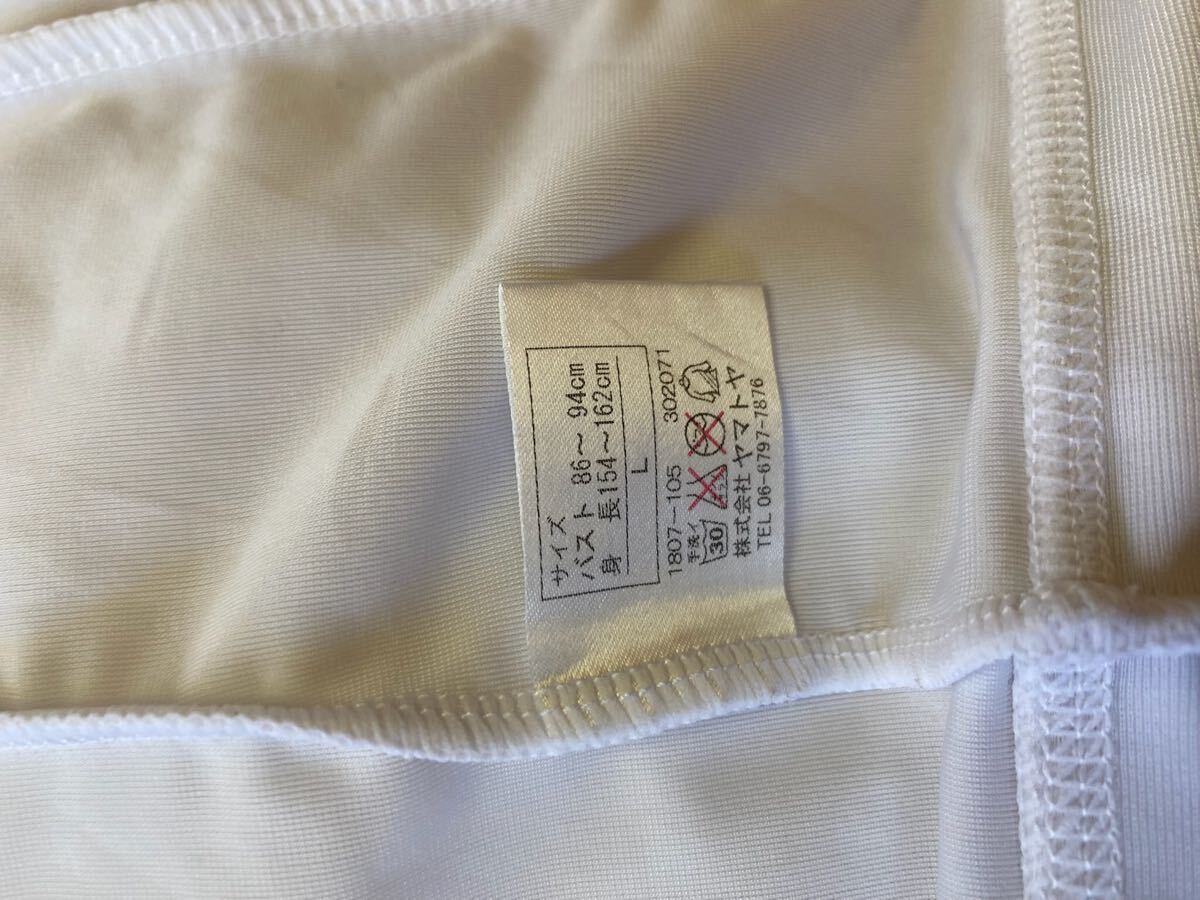 サイズ
バスト 86～ 94cm
身 長154～162cm
L
1807-105 302071
手洗イ
30
株式会社ヤマトヤ
TEL 06-6797-7876